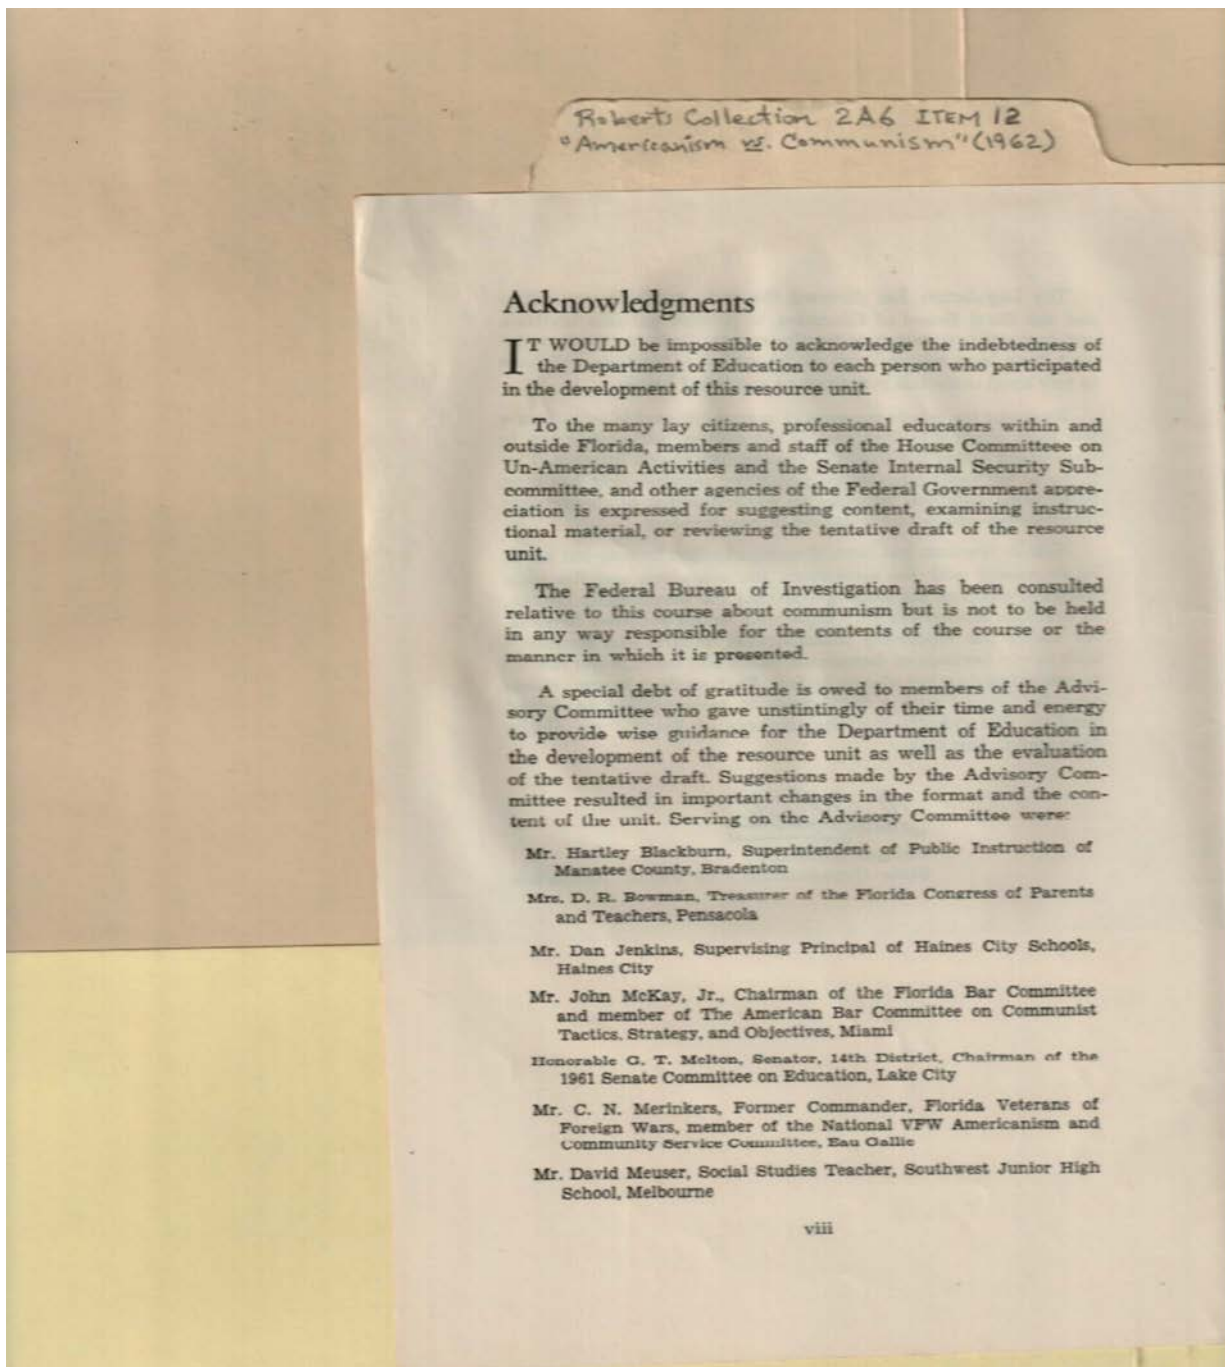 Roberts Collection 2A6 ITEM 12
"Americanism vs. Communism" (1962)
Acknowledgments
IT WOULD be impossible to acknowledge the indebtedness of
the Department of Education to each person who participated
in the development of this resource unit.
To the many lay citizens, professional educators within and
outside Florida, members and staff of the House Committeee on
Un-American Activities and the Senate Internal Security Sub-
committee, and other agencies of the Federal Government appre-
ciation is expressed for suggesting content, examining instruc-
tional material, or reviewing the tentative draft of the resource
unit.
The Federal Bureau of Investigation has been consulted
relative to this course about communism but is not to be held
in any way responsible for the contents of the course or the
manner in which it is presented.
A special debt of gratitude is owed to members of the Advi-
sory Committee who gave unstintingly of their time and energy
to provide wise guidance for the Department of Education in
the development of the resource unit as well as the evaluation
of the tentative draft. Suggestions made by the Advisory Com-
mittee resulted in important changes in the format and the con-
tent of the unit. Serving on the Advisory Committee were:
Mr. Hartley Blackburn, Superintendent of Public Instruction of
Manatee County, Bradenton
Mrs. D. R. Bowman, Treasurer of the Florida Congress of Parents
and Teachers, Pensacola
Mr. Dan Jenkins, Supervising Principal of Haines City Schools,
Haines City
Mr. John McKay, Jr., Chairman of the Florida Bar Committee
and member of The American Bar Committee on Communist
Tactics, Strategy, and Objectives, Miami
Honorable G. T. Melton, Senator, 14th District, Chairman of the
1961 Senate Committee on Education, Lake City
Mr. C. N. Merinkers, Former Commander, Florida Veterans of
Foreign Wars, member of the National VFW Americanism and
Community Service Committee, Eau Gallie
Mr. David Meuser, Social Studies Teacher, Southwest Junior High
School, Melbourne
viii